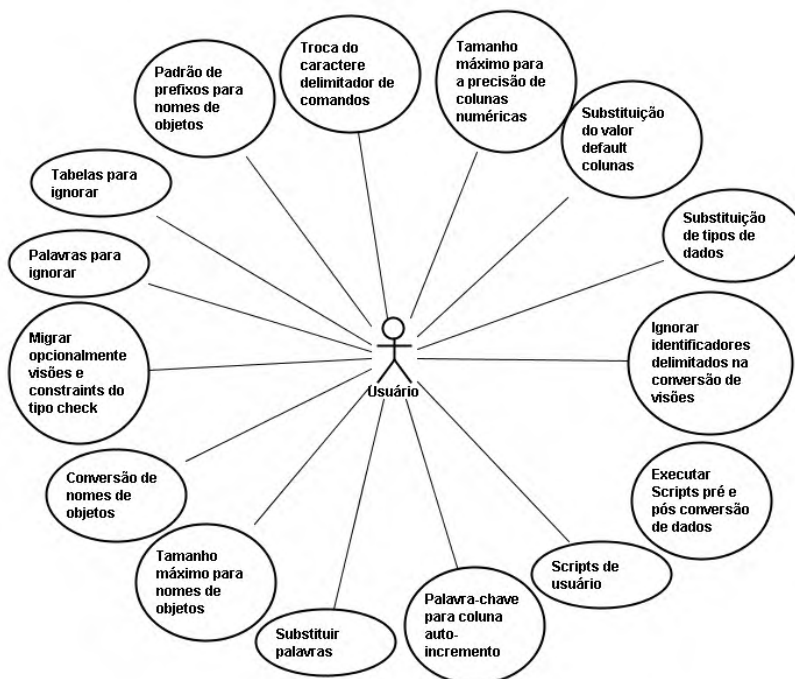 Troca do
caractere
delimitador de
comandos
Tamanho
máximo para
a precisão de
colunas
numéricas
Padrão de
prefixos para
nomes de
objetos
Substituição
do valor
default
colunas
Tabelas para
ignorar
Substituição
de tipos de
dados
Palavras para
ignorar
Migrar
opcionalmente
visões e
constraints do
tipo check
Ignorar
identificadores
delimitados na
conversão de
visões
Usuário
Conversão de
nomes de
objetos
Executar
Scripts pré e
pós conversão
de dados
Tamanho
máximo para
nomes de
objetos
Scripts de
usuário
Palavra-chave
para coluna
auto-
incremento
Substituir
palavras